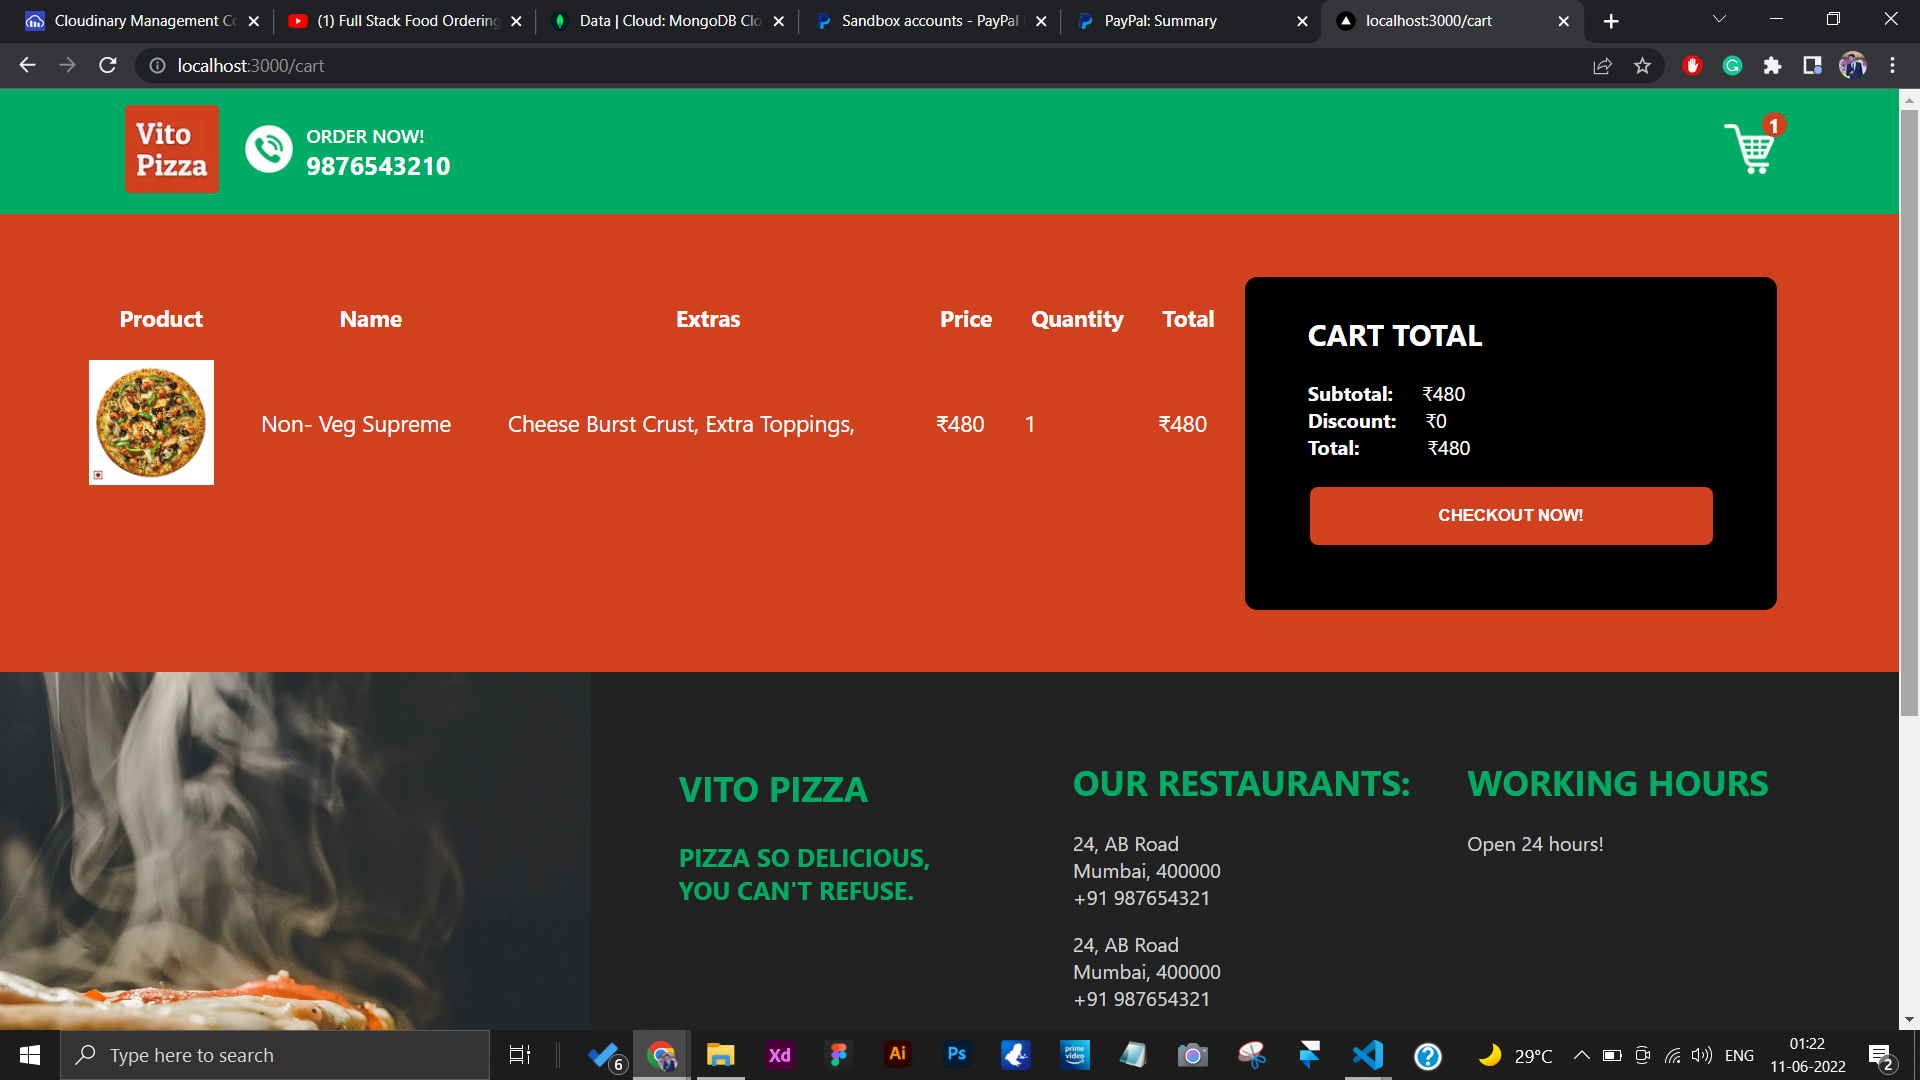 Cloudinary Management Co
(1) Full Stack Food Ordering
Data | Cloud: MongoDB Clo
Sandbox accounts - PayPal
PayPal: Summary
localhost:3000/cart
localhost:3000/cart
Vito
Pizza
ORDER NOW!
9876543210
1
Product Name Extras Price Quantity Total
Non- Veg Supreme Cheese Burst Crust, Extra Toppings, ₹480 1 ₹480
CART TOTAL
Subtotal: ₹480
Discount: ₹0
Total: ₹480
CHECKOUT NOW!
VITO PIZZA
PIZZA SO DELICIOUS,
YOU CAN'T REFUSE.
OUR RESTAURANTS:
24, AB Road
Mumbai, 400000
+91 987654321
24, AB Road
Mumbai, 400000
+91 987654321
WORKING HOURS
Open 24 hours!
Type here to search
6
Xd
Ai
Ps
prime
video
29°C
ENG
01:22
11-06-2022
2